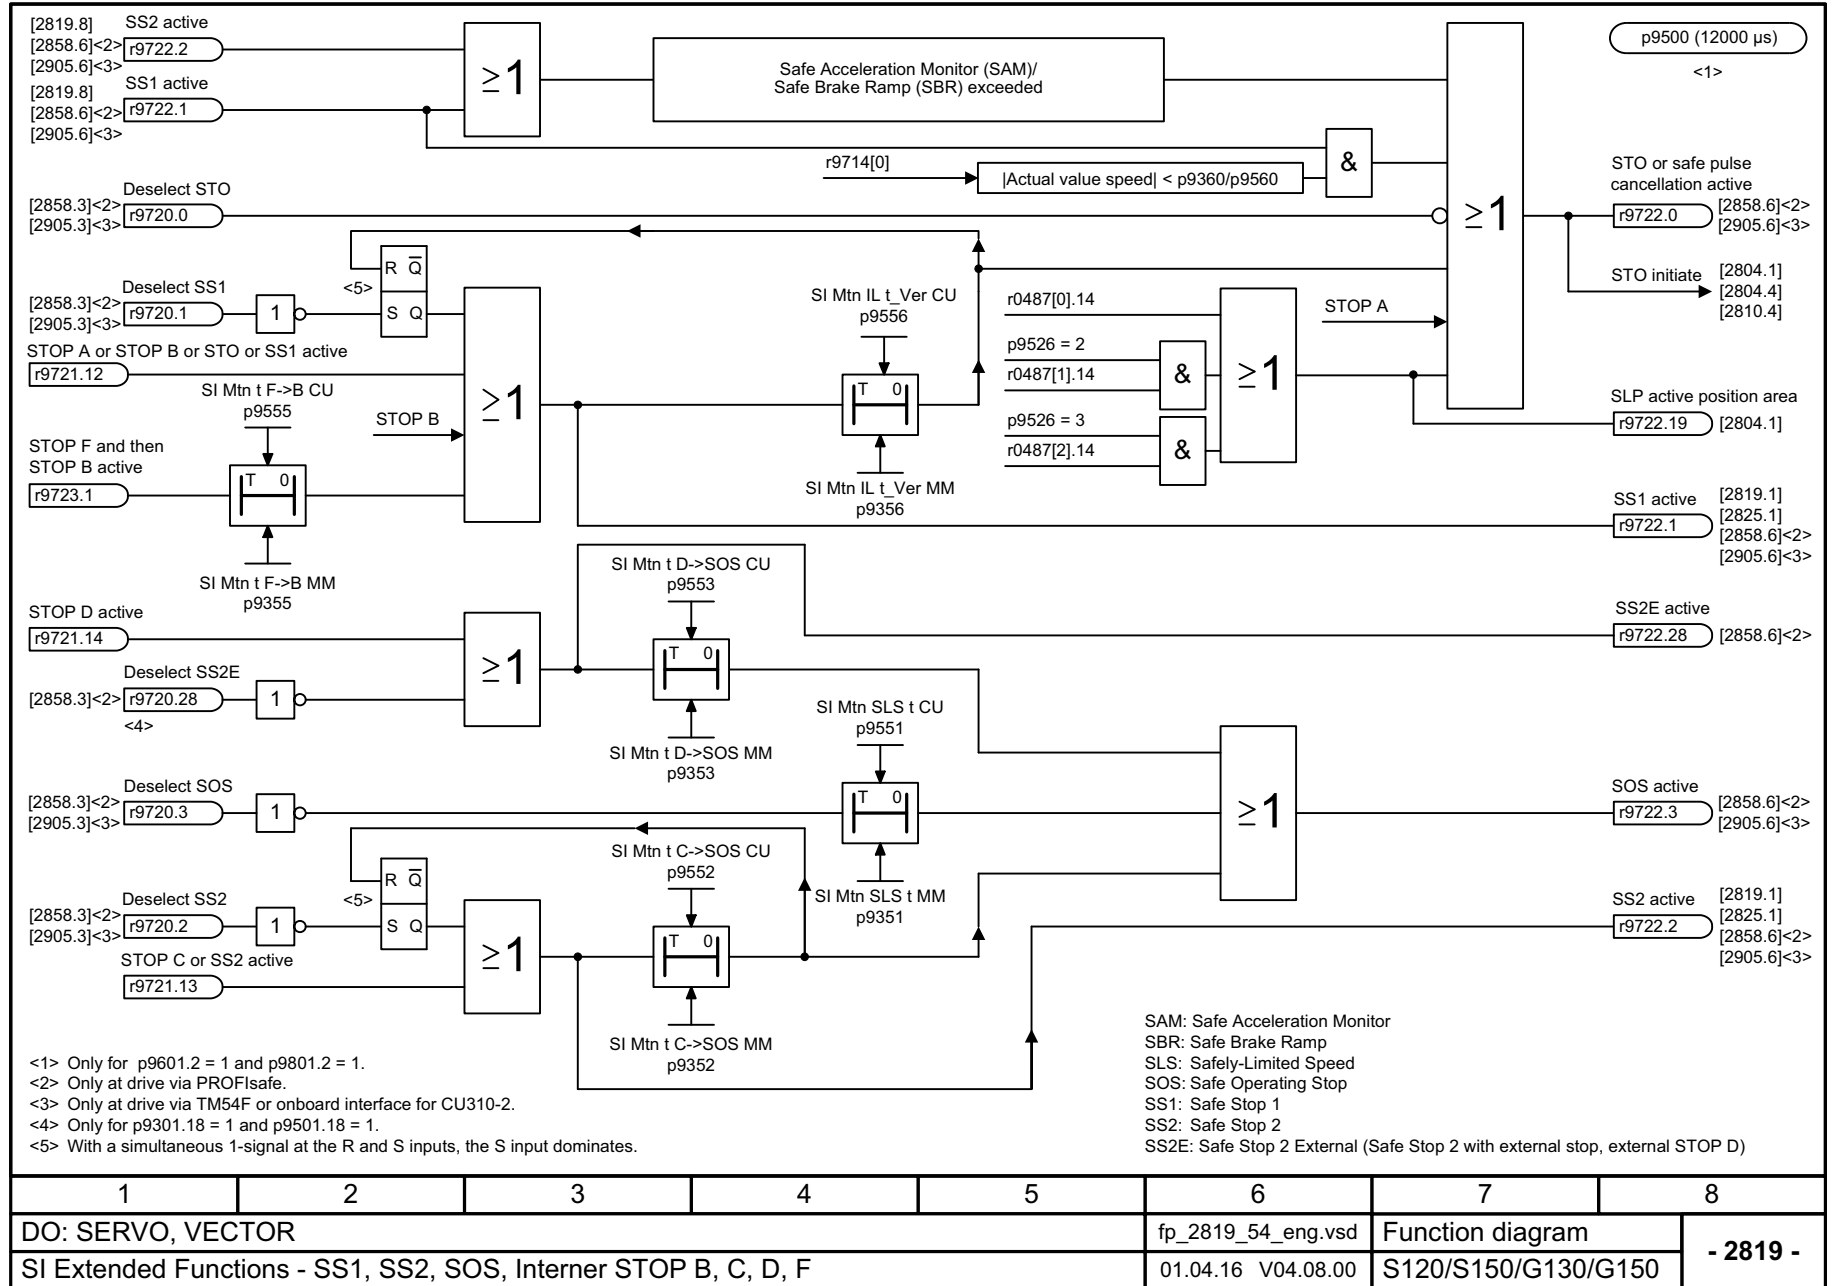 [2819.8]
SS2 active
[2858.6]<2>
r9722.2
[2905.6]<3>
SS1 active
[2819.8]
[2858.6]<2>
r9722.1
[2905.6]<3>
≥1
Safe Acceleration Monitor (SAM)/
Safe Brake Ramp (SBR) exceeded
p9500 (12000 µs)
<1>
r9714[0]
|Actual value speed| < p9360/p9560
&
STO or safe pulse
cancellation active
Deselect STO
[2858.3]<2>
r9720.0
[2905.3]<3>
≥1
r9722.0
[2858.6]<2>
[2905.6]<3>
R Q̅
S Q
<5>
Deselect SS1
[2858.3]<2>
r9720.1
[2905.3]<3>
1
SI Mtn IL t_Ver CU
p9556
T 0
SI Mtn IL t_Ver MM
p9356
STO initiate
[2804.1]
[2804.4]
[2810.4]
r0487[0].14
p9526 = 2
r0487[1].14
&
p9526 = 3
r0487[2].14
&
≥1
STOP A
STOP A or STOP B or STO or SS1 active
r9721.12
SI Mtn t F->B CU
p9555
STOP B
≥1
STOP F and then
STOP B active
r9723.1
T 0
SI Mtn t F->B MM
p9355
SLP active position area
r9722.19
[2804.1]
SS1 active
r9722.1
[2819.1]
[2825.1]
[2858.6]<2>
[2905.6]<3>
SI Mtn t D->SOS CU
p9553
T 0
SI Mtn t D->SOS MM
p9353
STOP D active
r9721.14
≥1
Deselect SS2E
[2858.3]<2>
r9720.28
<4>
1
SS2E active
r9722.28
[2858.6]<2>
SI Mtn SLS t CU
p9551
T 0
SI Mtn SLS t MM
p9351
Deselect SOS
[2858.3]<2>
r9720.3
[2905.3]<3>
1
≥1
SOS active
r9722.3
[2858.6]<2>
[2905.6]<3>
SI Mtn t C->SOS CU
p9552
T 0
SI Mtn t C->SOS MM
p9352
R Q̅
S Q
<5>
Deselect SS2
[2858.3]<2>
r9720.2
[2905.3]<3>
1
STOP C or SS2 active
r9721.13
≥1
SS2 active
r9722.2
[2819.1]
[2825.1]
[2858.6]<2>
[2905.6]<3>
<1> Only for p9601.2 = 1 and p9801.2 = 1.
<2> Only at drive via PROFIsafe.
<3> Only at drive via TM54F or onboard interface for CU310-2.
<4> Only for p9301.18 = 1 and p9501.18 = 1.
<5> With a simultaneous 1-signal at the R and S inputs, the S input dominates.
SAM: Safe Acceleration Monitor
SBR: Safe Brake Ramp
SLS: Safely-Limited Speed
SOS: Safe Operating Stop
SS1: Safe Stop 1
SS2: Safe Stop 2
SS2E: Safe Stop 2 External (Safe Stop 2 with external stop, external STOP D)
1 2 3 4 5 6 7 8
DO: SERVO, VECTOR
fp_2819_54_eng.vsd
Function diagram
- 2819 -
SI Extended Functions - SS1, SS2, SOS, Interner STOP B, C, D, F
01.04.16 V04.08.00
S120/S150/G130/G150